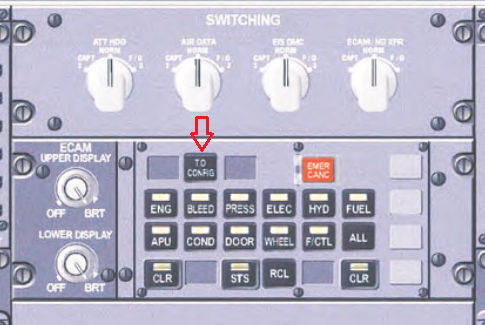 SWITCHING
ATT HDG AIR DATA EIS DMC ECAM / ND XFR
NORM NORM NORM NORM
CAPT F/O CAPT F/O CAPT F/O CAPT F/O
3 3 3 3 3 3
ECAM
UPPER DISPLAY
OFF BRT
LOWER DISPLAY
OFF BRT
T.O
CONFIG
EMER
CANC
ENG BLEED PRESS ELEC HYD FUEL
APU COND DOOR WHEEL F/CTL ALL
CLR STS RCL CLR